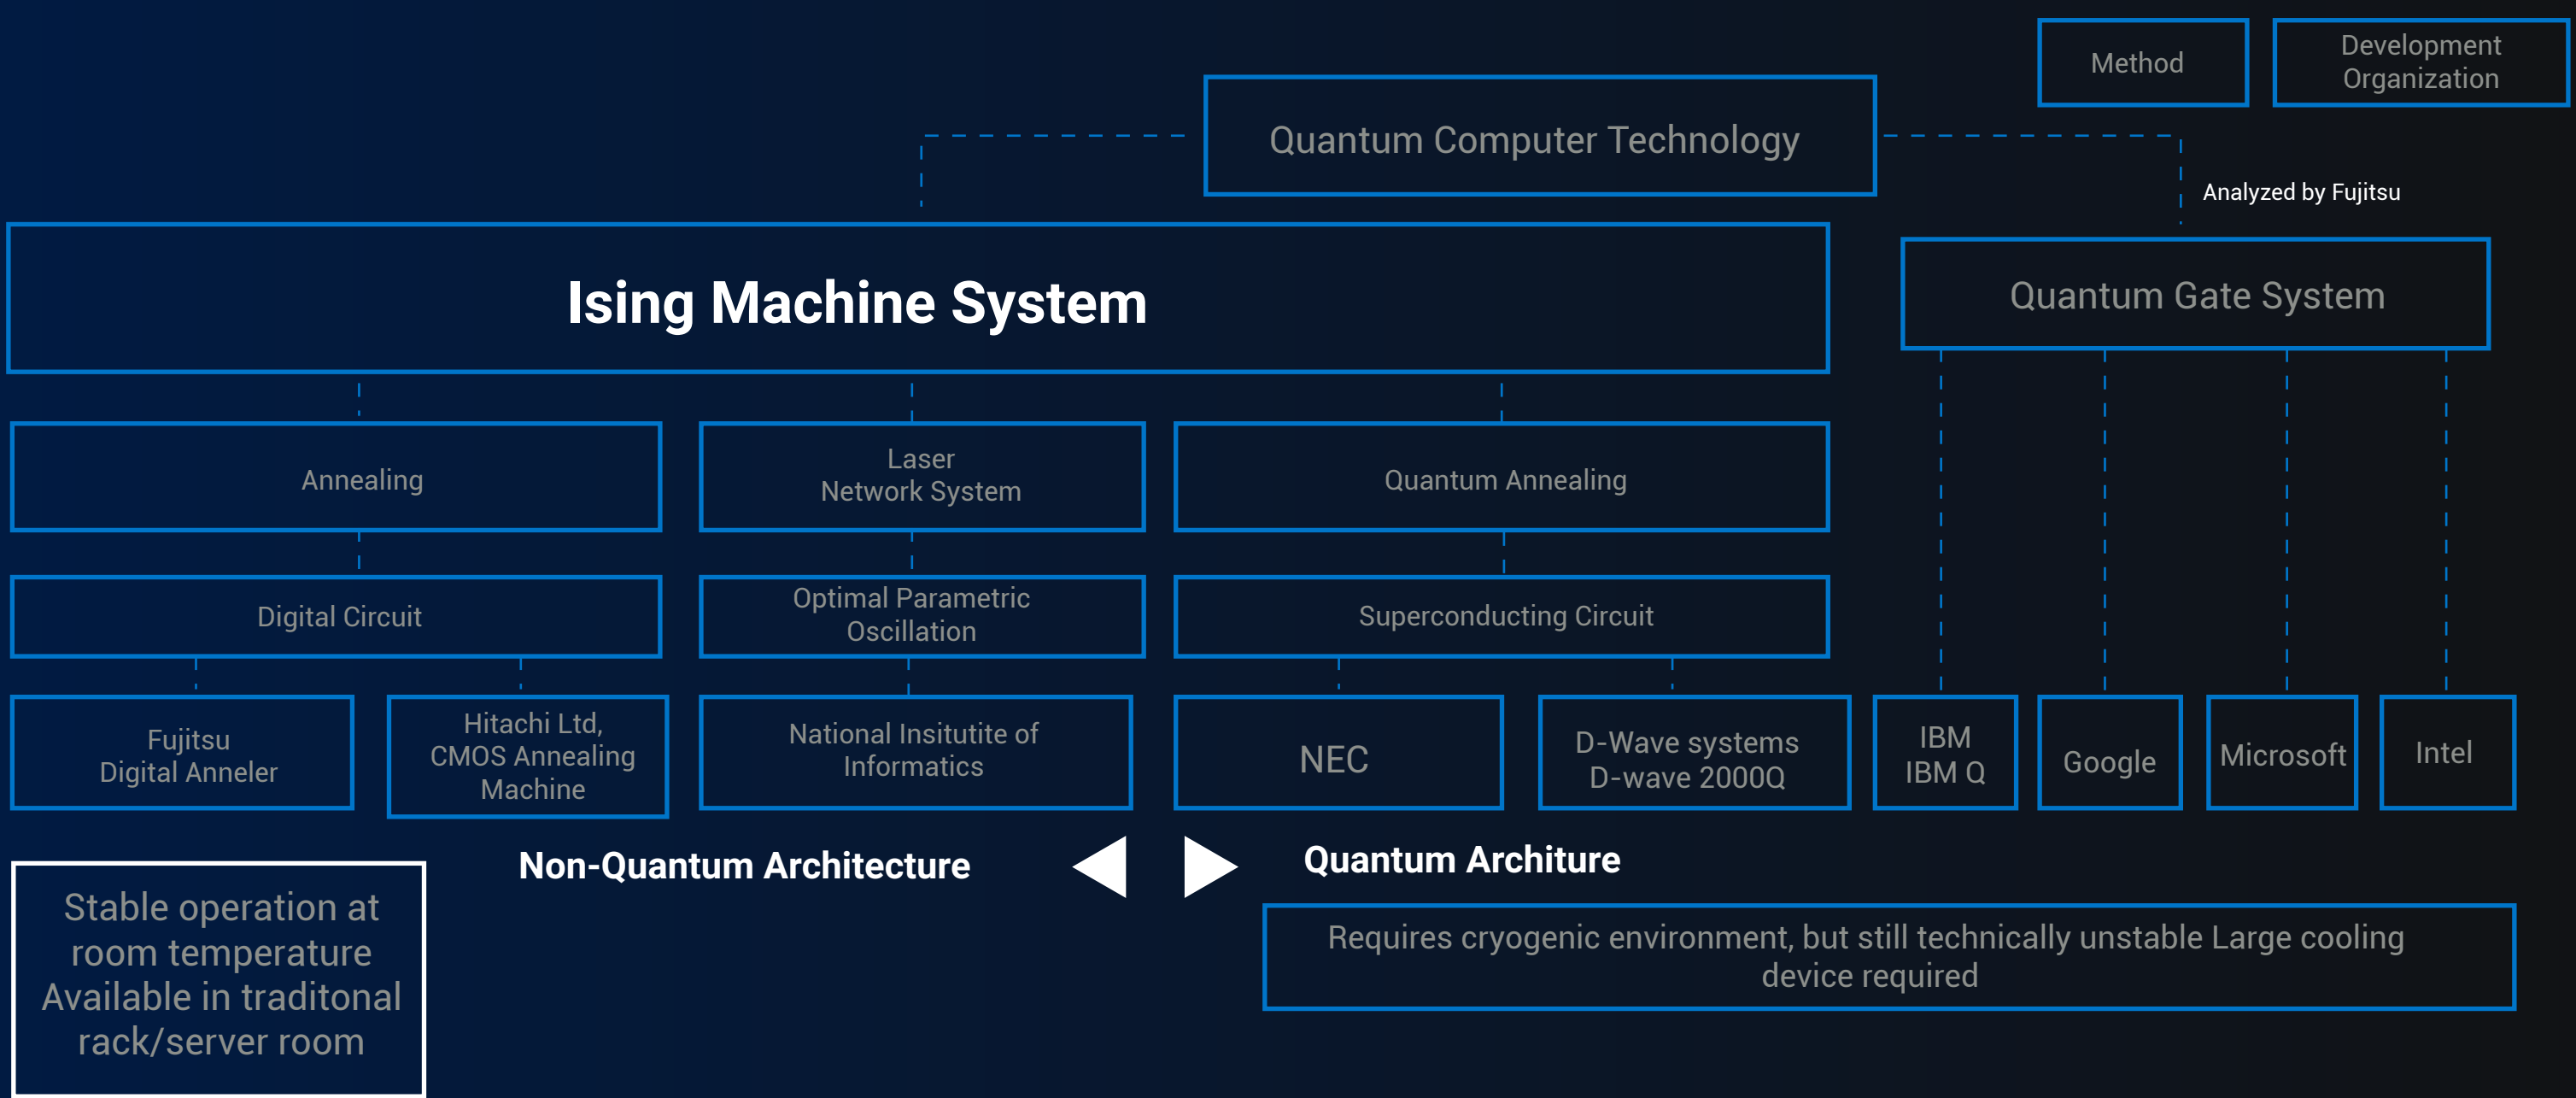 Method
Development
Organization
Quantum Computer Technology
Analyzed by Fujitsu
Ising Machine System
Quantum Gate System
Annealing
Laser
Network System
Quantum Annealing
Digital Circuit
Optimal Parametric
Oscillation
Superconducting Circuit
Fujitsu
Digital Anneler
Hitachi Ltd,
CMOS Annealing
Machine
National Insitutite of
Informatics
NEC
D-Wave systems
D-wave 2000Q
IBM
IBM Q
Google
Microsoft
Intel
Non-Quantum Architecture
Quantum Architure
Stable operation at
room temperature
Available in traditonal
rack/server room
Requires cryogenic environment, but still technically unstable Large cooling
device required